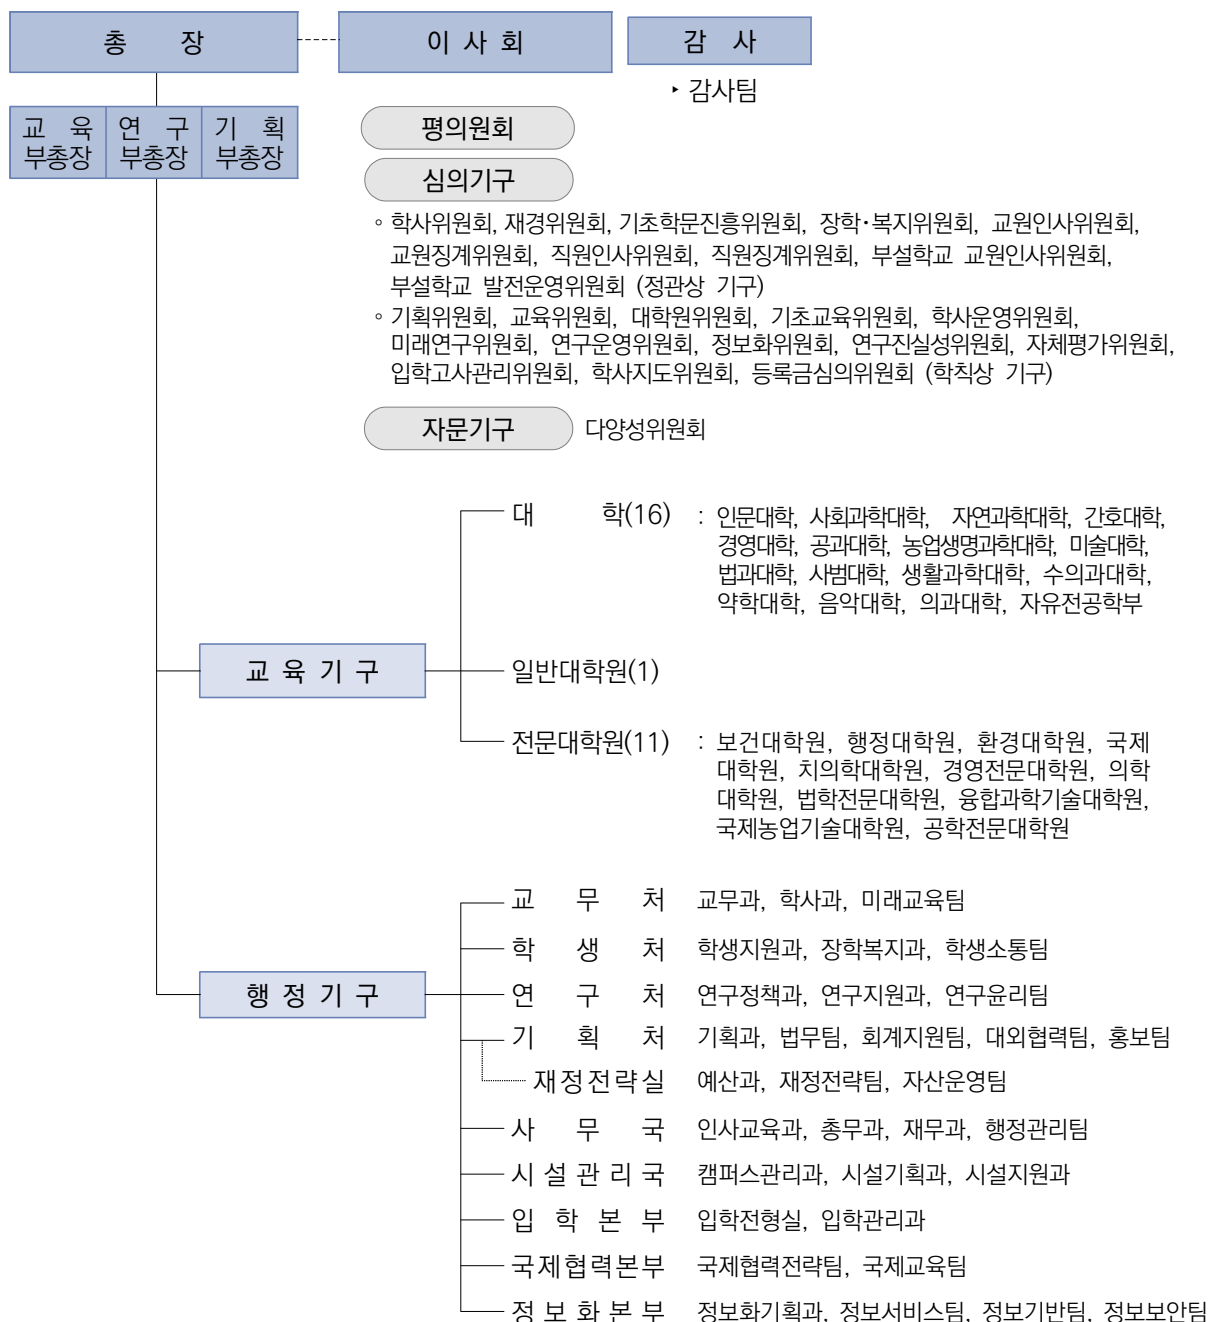 총 장 이 사 회 감 사
‣ 감사팀
교 육 연 구 기 획
부총장 부총장 부총장
평의원회
심의기구
◦ 학사위원회, 재경위원회, 기초학문진흥위원회, 장학·복지위원회, 교원인사위원회,
교원징계위원회, 직원인사위원회, 직원징계위원회, 부설학교 교원인사위원회,
부설학교 발전운영위원회 (정관상 기구)
◦ 기획위원회, 교육위원회, 대학원위원회, 기초교육위원회, 학사운영위원회,
미래연구위원회, 연구운영위원회, 정보화위원회, 연구진실성위원회, 자체평가위원회,
입학고사관리위원회, 학사지도위원회, 등록금심의위원회 (학칙상 기구)
자문기구 다양성위원회
대 학(16) : 인문대학, 사회과학대학, 자연과학대학, 간호대학,
경영대학, 공과대학, 농업생명과학대학, 미술대학,
법과대학, 사범대학, 생활과학대학, 수의과대학,
약학대학, 음악대학, 의과대학, 자유전공학부
교 육 기 구 일반대학원(1)
전문대학원(11) : 보건대학원, 행정대학원, 환경대학원, 국제
대학원, 치의학대학원, 경영전문대학원, 의학
대학원, 법학전문대학원, 융합과학기술대학원,
국제농업기술대학원, 공학전문대학원
교 무 처 교무과, 학사과, 미래교육팀
학 생 처 학생지원과, 장학복지과, 학생소통팀
행 정 기 구 연 구 처 연구정책과, 연구지원과, 연구윤리팀
기 획 처 기획과, 법무팀, 회계지원팀, 대외협력팀, 홍보팀
재정전략실 예산과, 재정전략팀, 자산운영팀
사 무 국 인사교육과, 총무과, 재무과, 행정관리팀
시 설 관 리 국 캠퍼스관리과, 시설기획과, 시설지원과
입 학 본 부 입학전형실, 입학관리과
국제협력본부 국제협력전략팀, 국제교육팀
정 보 화 본 부 정보화기획과, 정보서비스팀, 정보기반팀, 정보보안팀